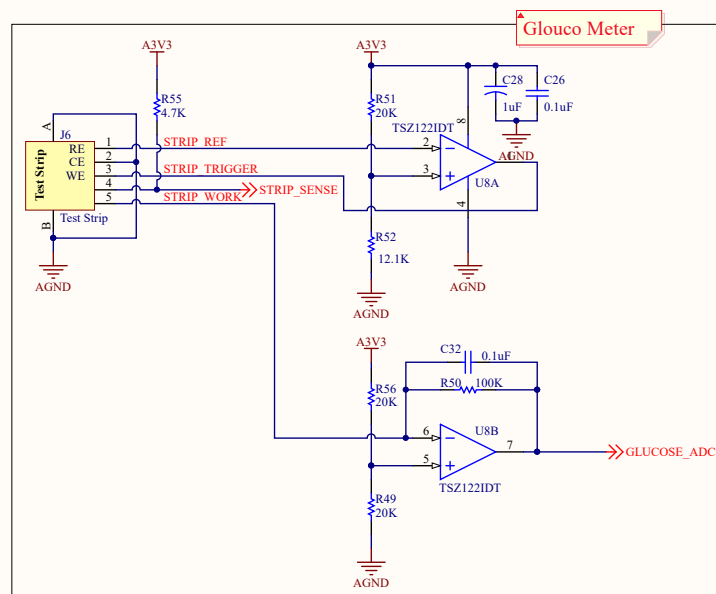 Glouco Meter
A3V3
A3V3
R55
4.7K
R51
20K
C28
1uF
C26
0.1uF
AGND
TSZ122IDT
8
A
J6
Test Strip
RE
CE
WE
1
2
3
4
5
STRIP_REF
STRIP_TRIGGER
STRIP_SENSE
STRIP_WORK
2
3
1
U8A
4
B
Test Strip
AGND
R52
12.1K
AGND
AGND
A3V3
C32
0.1uF
R50
100K
R56
20K
U8B
6
5
7
GLUCOSE_ADC
TSZ122IDT
R49
20K
AGND